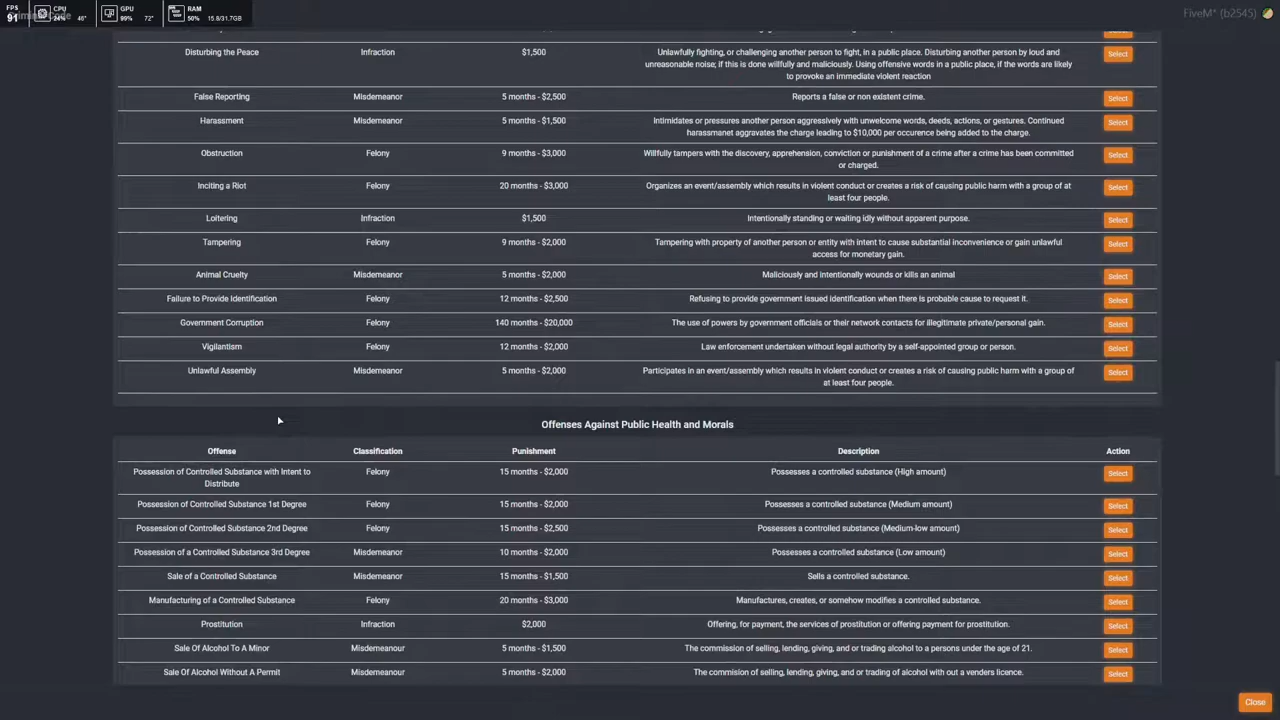 FPS
91
CPU
24% 46°
GPU
99% 72°
RAM
50% 15.8/31.7GB
FiveM* (b2545)
Disturbing the Peace Infraction $1,500 Unlawfully fighting, or challenging another person to fight, in a public place. Disturbing another person by loud and
unreasonable noise; if this is done willfully and maliciously. Using offensive words in a public place, if the words are likely
to provoke an immediate violent reaction Select
False Reporting Misdemeanor 5 months - $2,500 Reports a false or non existent crime. Select
Harassment Misdemeanor 5 months - $1,500 Intimidates or pressures another person aggressively with unwelcome words, deeds, actions, or gestures. Continued
harassmanet aggravates the charge leading to $10,000 per occurence being added to the charge. Select
Obstruction Felony 9 months - $3,000 Willfully tampers with the discovery, apprehension, conviction or punishment of a crime after a crime has been committed
or charged. Select
Inciting a Riot Felony 20 months - $3,000 Organizes an event/assembly which results in violent conduct or creates a risk of causing public harm with a group of at
least four people. Select
Loitering Infraction $1,500 Intentionally standing or waiting idly without apparent purpose. Select
Tampering Felony 9 months - $2,000 Tampering with property of another person or entity with intent to cause substantial inconvenience or gain unlawful
access for monetary gain. Select
Animal Cruelty Misdemeanor 5 months - $2,000 Maliciously and intentionally wounds or kills an animal Select
Failure to Provide Identification Felony 12 months - $2,500 Refusing to provide government issued identification when there is probable cause to request it. Select
Government Corruption Felony 140 months - $20,000 The use of powers by government officials or their network contacts for illegitimate private/personal gain. Select
Vigilantism Felony 12 months - $2,000 Law enforcement undertaken without legal authority by a self-appointed group or person. Select
Unlawful Assembly Misdemeanor 5 months - $2,000 Participates in an event/assembly which results in violent conduct or creates a risk of causing public harm with a group of
at least four people. Select
Offenses Against Public Health and Morals
Offense Classification Punishment Description Action
Possession of Controlled Substance with Intent to
Distribute Felony 15 months - $2,000 Possesses a controlled substance (High amount) Select
Possession of Controlled Substance 1st Degree Felony 15 months - $2,000 Possesses a controlled substance (Medium amount) Select
Possession of Controlled Substance 2nd Degree Felony 15 months - $2,500 Possesses a controlled substance (Medium-low amount) Select
Possession of a Controlled Substance 3rd Degree Misdemeanor 10 months - $2,000 Possesses a controlled substance (Low amount) Select
Sale of a Controlled Substance Misdemeanor 15 months - $1,500 Sells a controlled substance. Select
Manufacturing of a Controlled Substance Felony 20 months - $3,000 Manufactures, creates, or somehow modifies a controlled substance. Select
Prostitution Infraction $2,000 Offering, for payment, the services of prostitution or offering payment for prostitution. Select
Sale Of Alcohol To A Minor Misdemeanour 5 months - $1,500 The commission of selling, lending, giving, and or trading alcohol to a persons under the age of 21. Select
Sale Of Alcohol Without A Permit Misdemeanour 5 months - $2,000 The commision of selling, lending, giving, and or trading of alcohol with out a venders licence. Select
Close